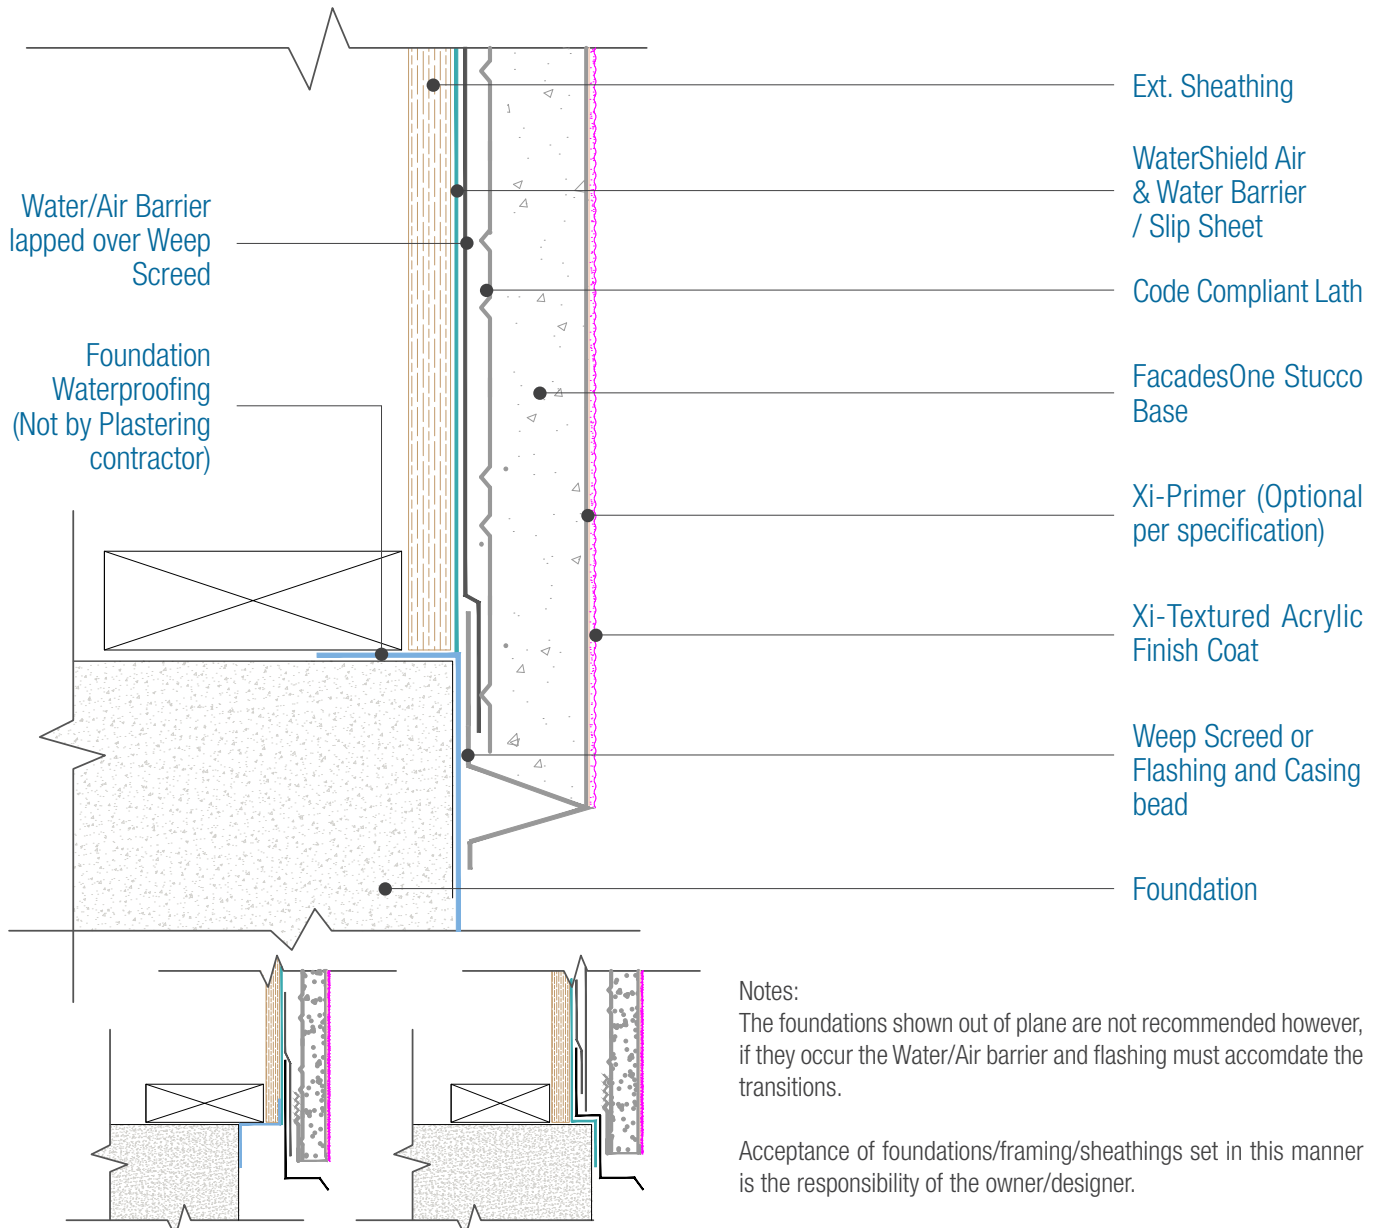 Water/Air Barrier
lapped over Weep
Screed
Foundation
Waterproofing
(Not by Plastering
contractor)
Ext. Sheathing
WaterShield Air
& Water Barrier
/ Slip Sheet
Code Compliant Lath
FacadesOne Stucco
Base
Xi-Primer (Optional
per specification)
Xi-Textured Acrylic
Finish Coat
Weep Screed or
Flashing and Casing
bead
Foundation
Notes:
The foundations shown out of plane are not recommended however,
if they occur the Water/Air barrier and flashing must accomdate the
transitions.
Acceptance of foundations/framing/sheathings set in this manner
is the responsibility of the owner/designer.